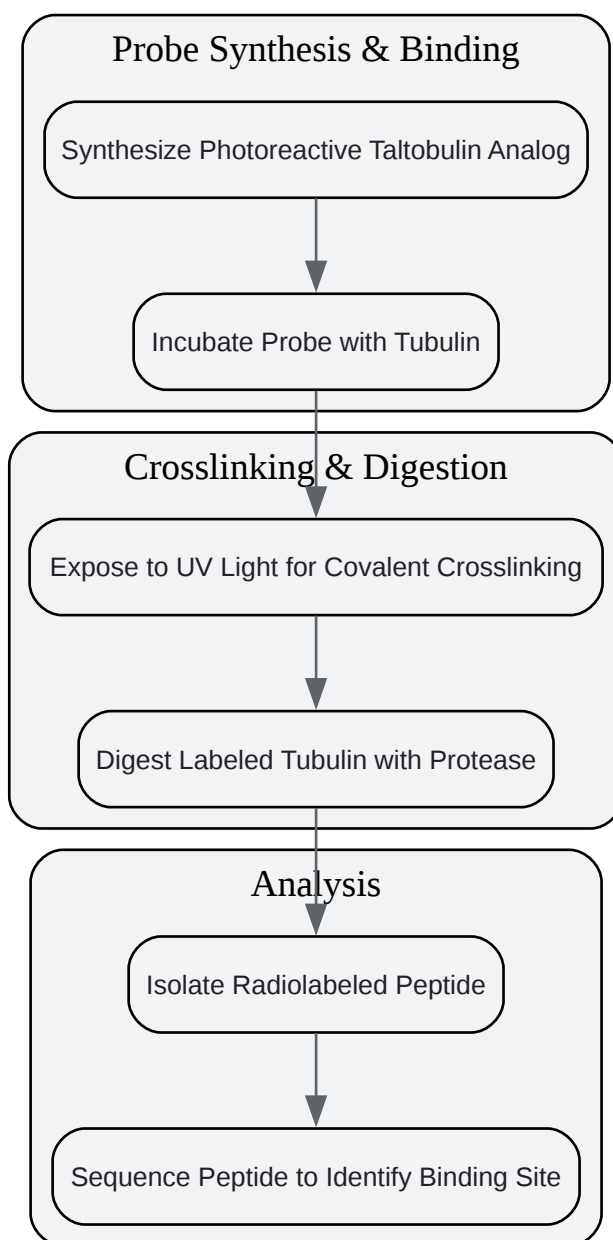 Probe Synthesis & Binding
Synthesize Photoreactive Taltobulin Analog
Incubate Probe with Tubulin
Crosslinking & Digestion
Expose to UV Light for Covalent Crosslinking
Digest Labeled Tubulin with Protease
Analysis
Isolate Radiolabeled Peptide
Sequence Peptide to Identify Binding Site